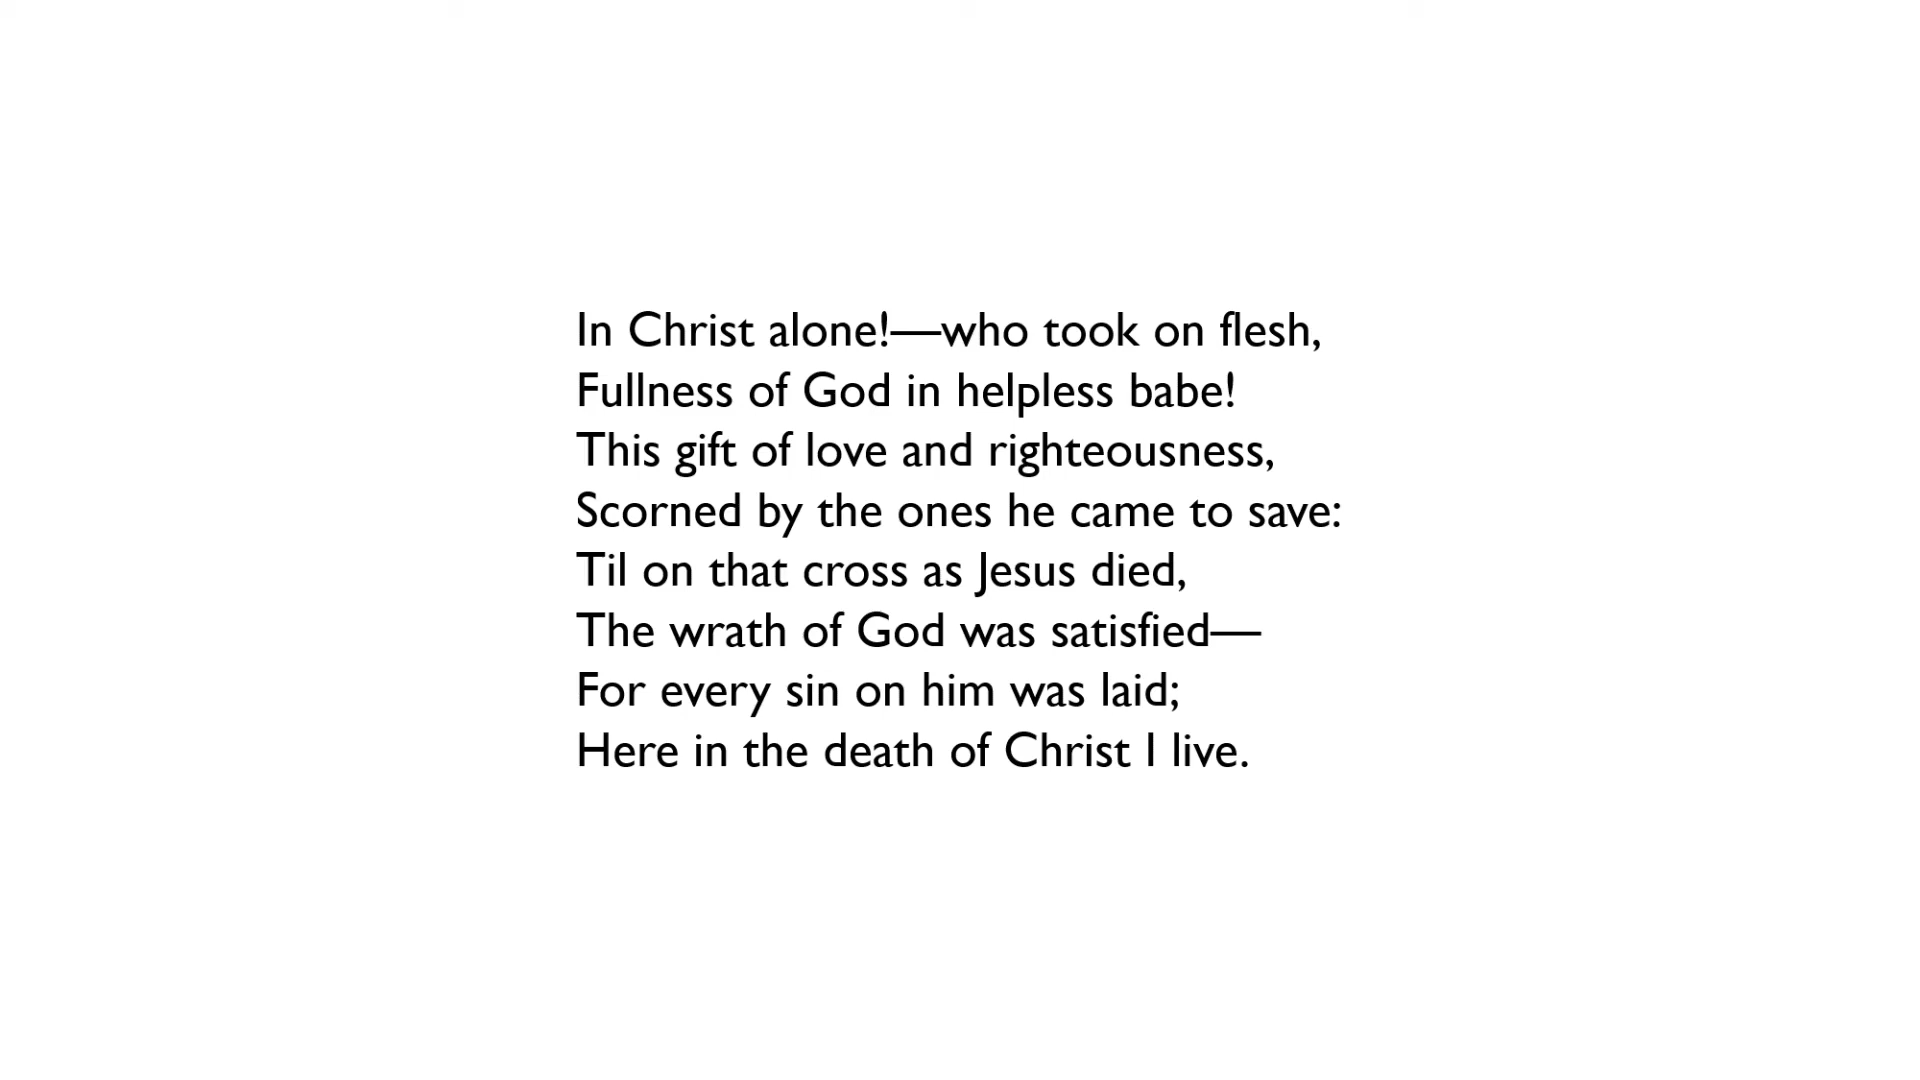 In Christ alone!—who took on flesh,
Fullness of God in helpless babe!
This gift of love and righteousness,
Scorned by the ones he came to save:
Til on that cross as Jesus died,
The wrath of God was satisfied—
For every sin on him was laid;
Here in the death of Christ I live.